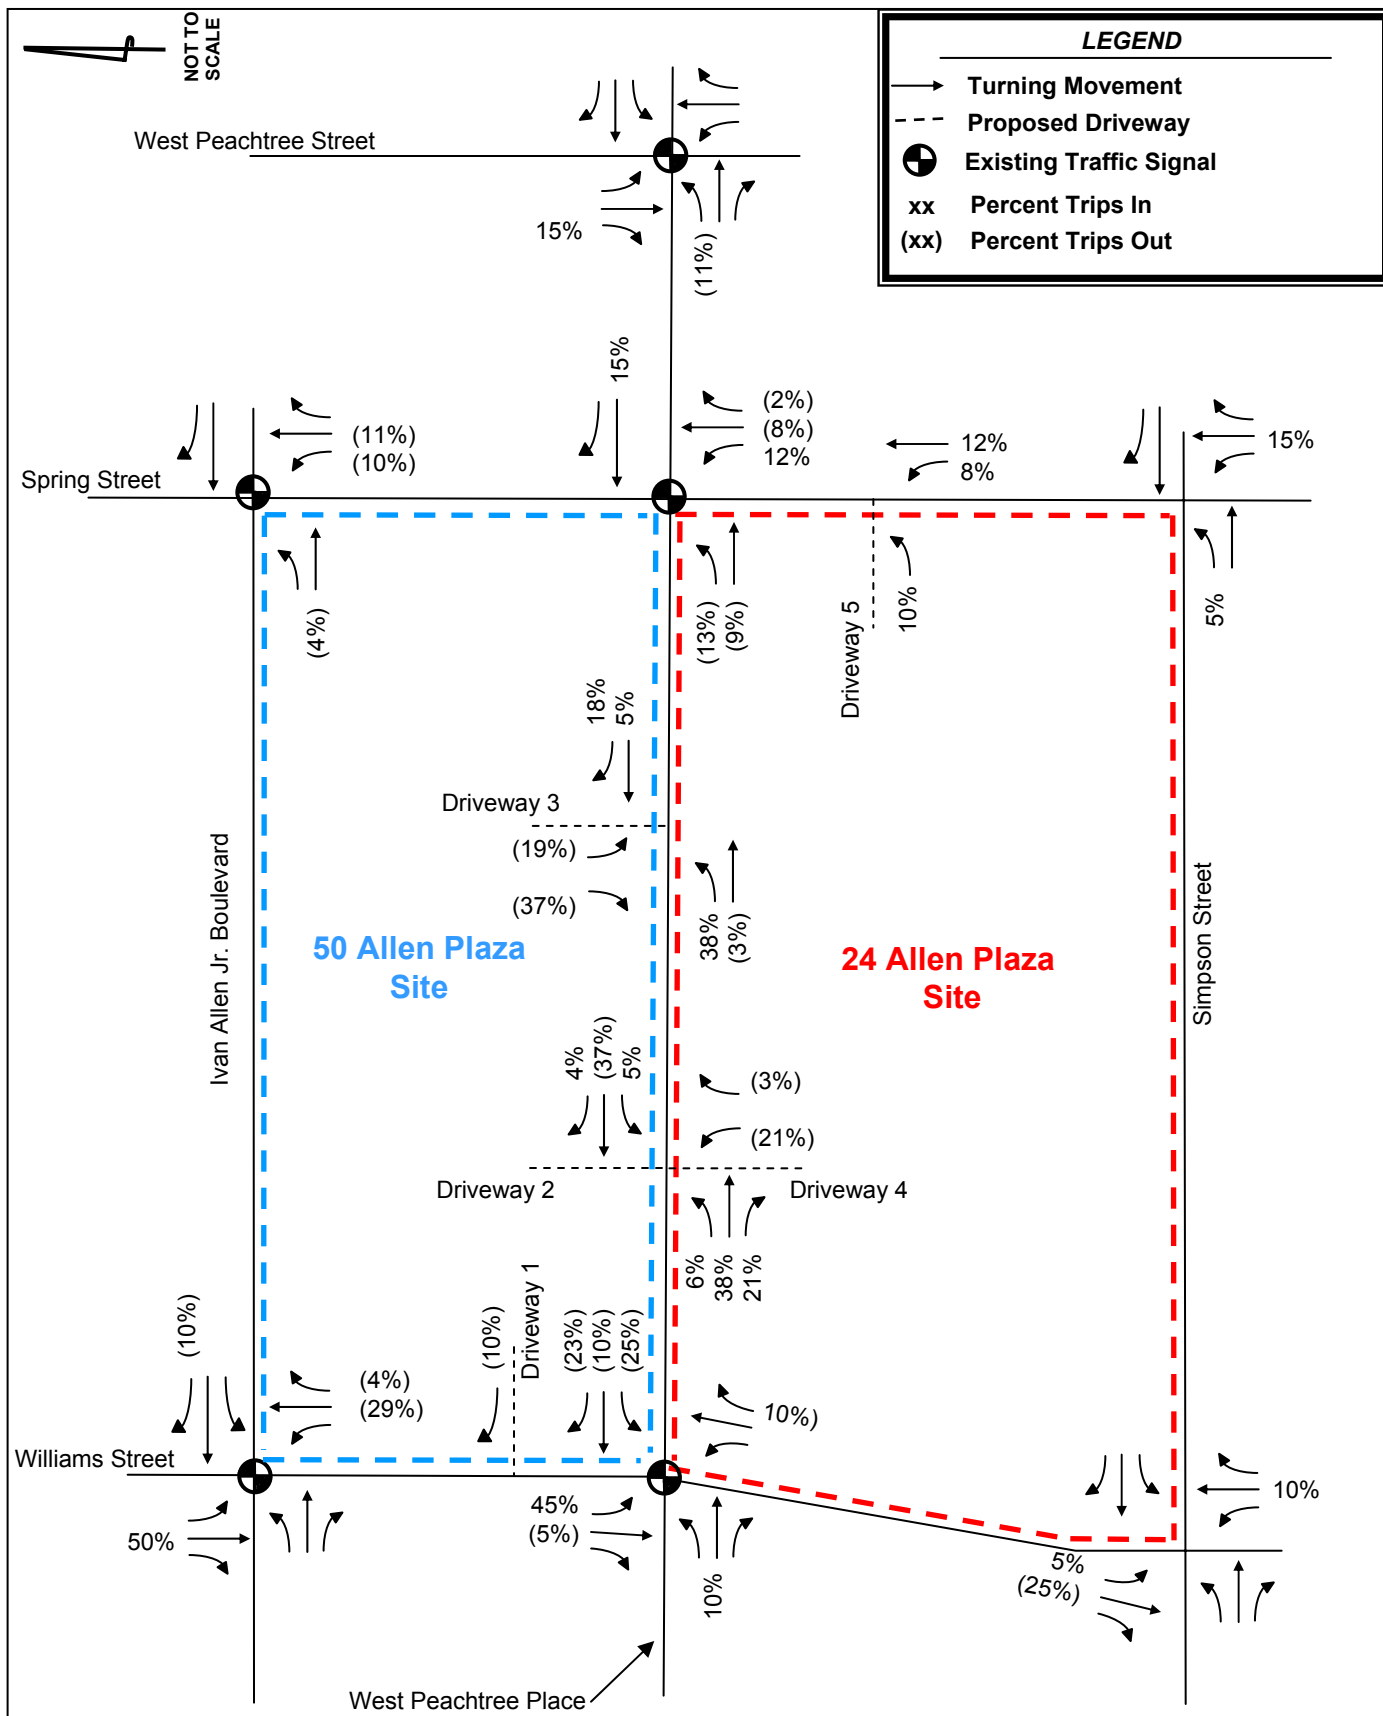 NOT TO
SCALE
LEGEND
Turning Movement
Proposed Driveway
Existing Traffic Signal
xx Percent Trips In
(xx) Percent Trips Out
West Peachtree Street
15%
(11%)
15%
(2%)
(8%)
12%
(11%)
(10%)
12%
8%
15%
Spring Street
(4%)
(13%)
(9%)
Driveway 5
10%
5%
18%
5%
Driveway 3
(19%)
(37%)
38%
(3%)
Ivan Allen Jr. Boulevard
50 Allen Plaza
Site
24 Allen Plaza
Site
Simpson Street
4%
(37%)
5%
(3%)
(21%)
Driveway 2
Driveway 4
6%
38%
21%
Driveway 1
(10%)
(10%)
(23%)
(10%)
(25%)
(4%)
(29%)
10%)
Williams Street
50%
45%
(5%)
10%
10%
5%
(25%)
West Peachtree Place